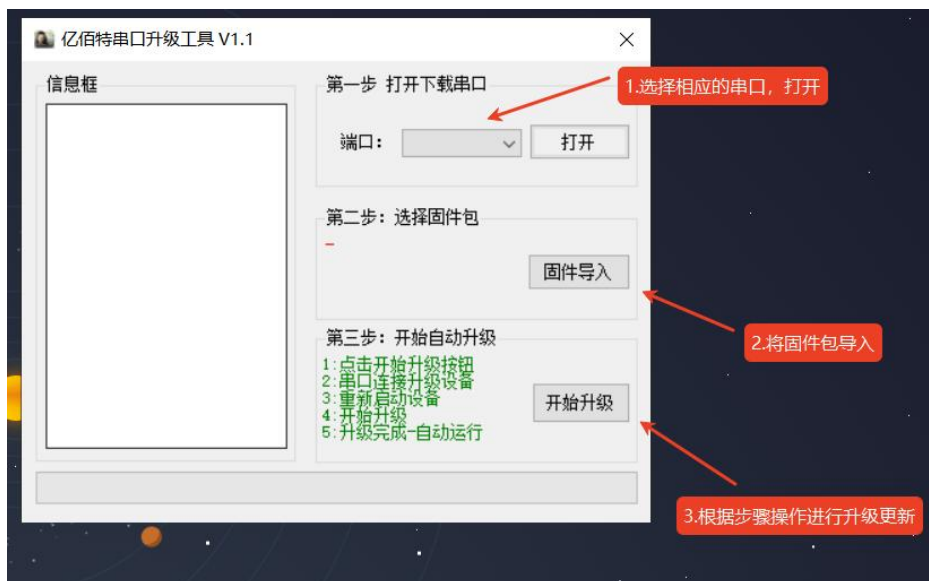 亿佰特串口升级工具 V1.1
信息框
第一步 打开下载串口
1.选择相应的串口，打开
端口：
打开
第二步：选择固件包
固件导入
2.将固件包导入
第三步：开始自动升级
1:点击开始升级按钮
2:串口连接升级设备
3:重新启动设备
4:开始升级
5:升级完成-自动运行
开始升级
3.根据步骤操作进行升级更新